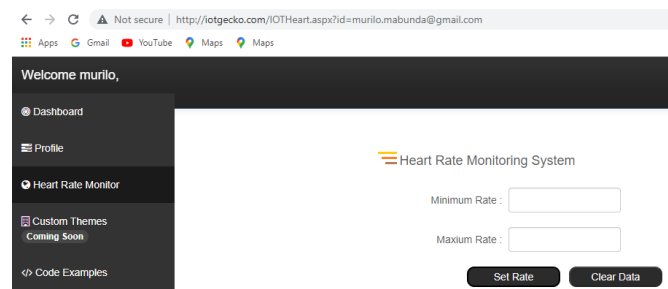 Not secure | http://iotgecko.com/IOTHeart.aspx?id=murilo.mabunda@gmail.com
Apps Gmail YouTube Maps Maps
Welcome murilo,
Dashboard
Profile
Heart Rate Monitor
Custom Themes
Coming Soon
</> Code Examples
Heart Rate Monitoring System
Minimum Rate :
Maxium Rate :
Set Rate Clear Data